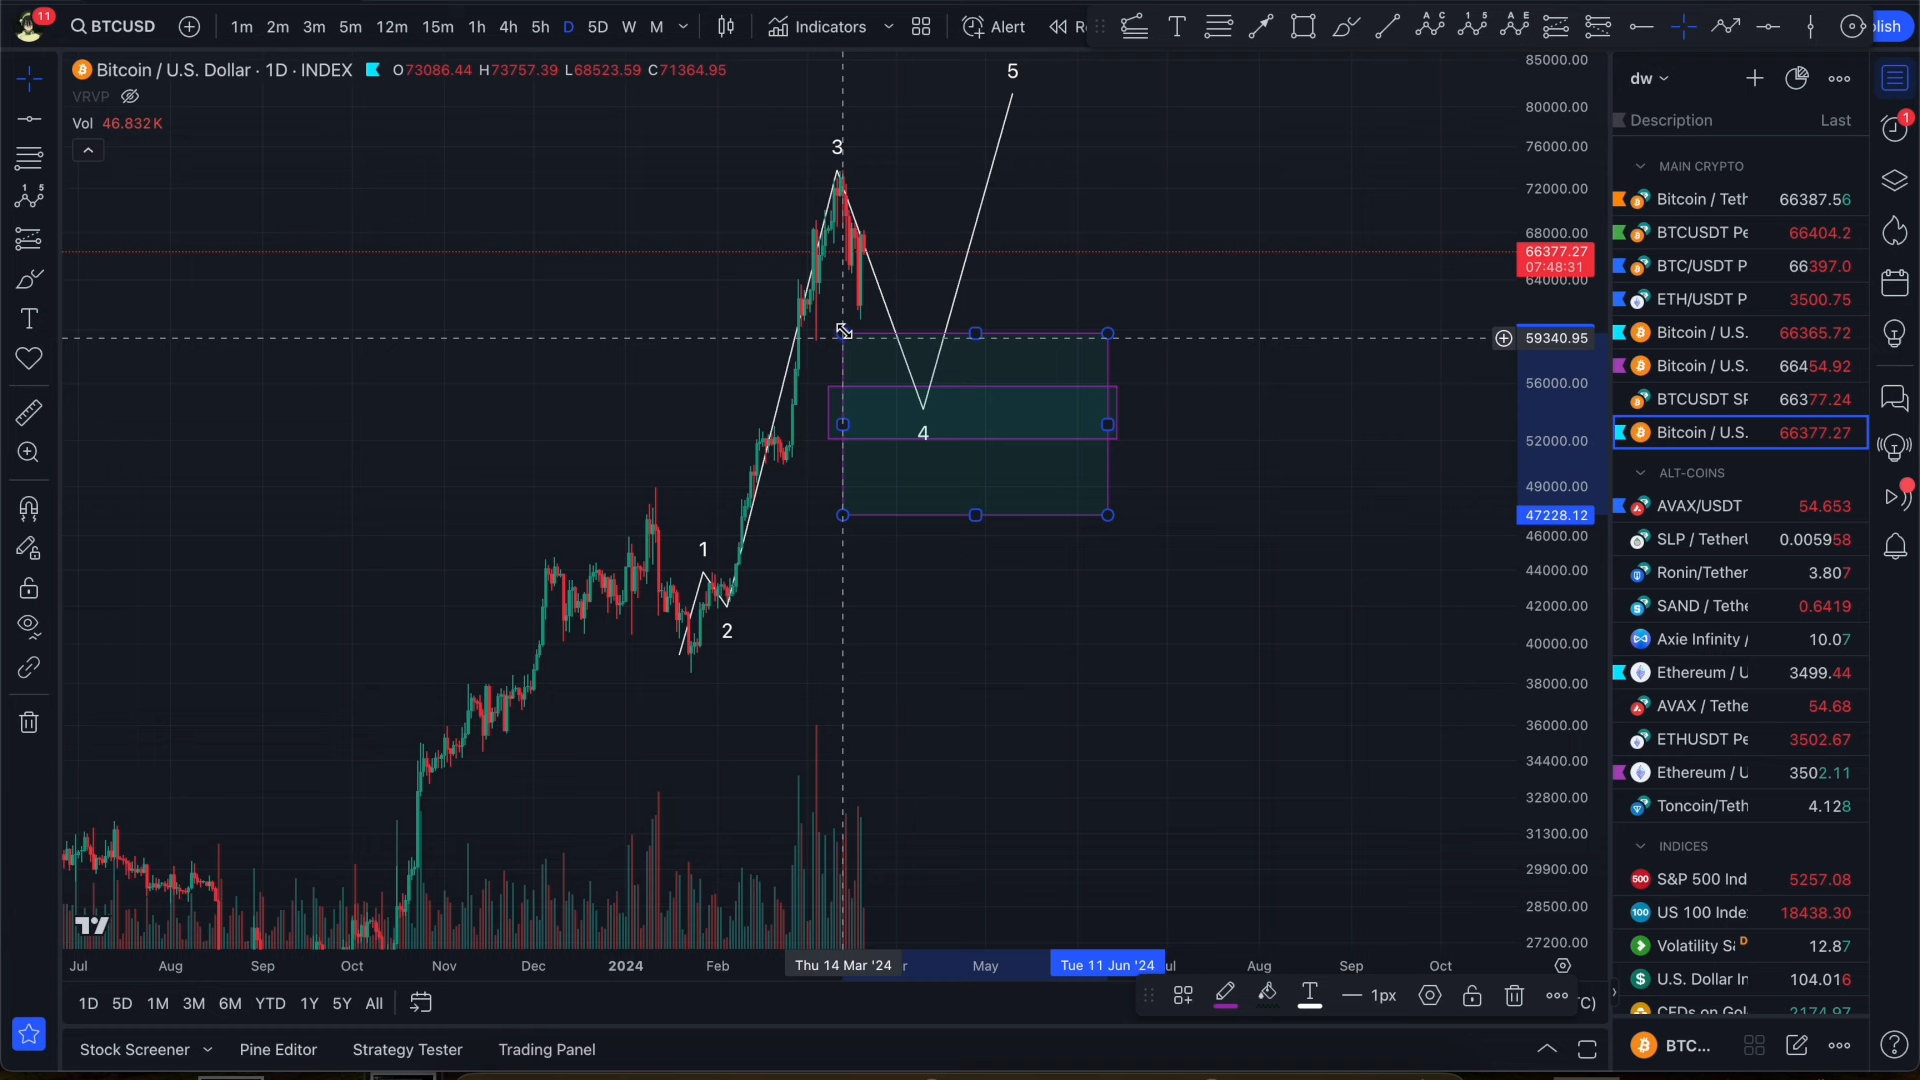 11
BTCUSD
1m 2m 3m 5m 12m 15m 1h 4h 5h D 5D W M
Indicators
Alert
lish
Bitcoin / U.S. Dollar · 1D · INDEX
O73086.44 H73757.39 L68523.59 C71364.95
VRVP
Vol 46.832K
5
3
4
1
2
85000.00
80000.00
76000.00
72000.00
68000.00
66377.27
07:48:31
64000.00
59340.95
56000.00
52000.00
49000.00
47228.12
46000.00
44000.00
42000.00
40000.00
38000.00
36000.00
34400.00
32800.00
31300.00
29900.00
28500.00
27200.00
Jul Aug Sep Oct Nov Dec 2024 Feb Thu 14 Mar '24 May Tue 11 Jun '24 Aug Sep Oct
1D 5D 1M 3M 6M YTD 1Y 5Y All
T 1px
Stock Screener Pine Editor Strategy Tester Trading Panel
dw
Description Last
1
MAIN CRYPTO
Bitcoin / Teth 66387.56
BTCUSDT Pe 66404.2
BTC/USDT P 66397.0
ETH/USDT P 3500.75
Bitcoin / U.S. 66365.72
Bitcoin / U.S. 66454.92
BTCUSDT SF 66377.24
Bitcoin / U.S. 66377.27
ALT-COINS
AVAX/USDT 54.653
SLP / Tetherl 0.005958
Ronin/Tether 3.807
SAND / Tethe 0.6419
Axie Infinity / 10.07
Ethereum / U 3499.44
AVAX / Tethe 54.68
ETHUSDT Pe 3502.67
Ethereum / U 3502.11
Toncoin/Teth 4.128
INDICES
S&P 500 Ind 5257.08
US 100 Inde 18438.30
Volatility S D 12.87
U.S. Dollar In 104.016
CFDs on Gol 2174.97
BTC...